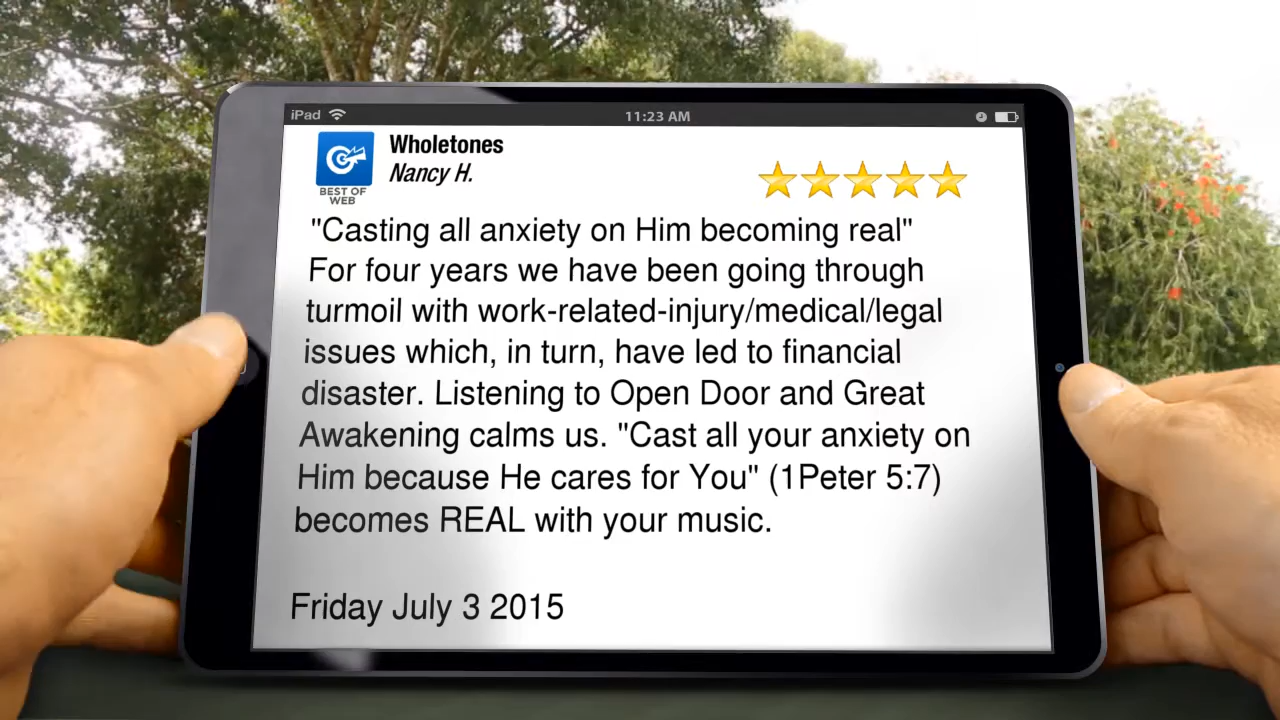 iPad 11:23 AM
Wholetones
Nancy H.
BEST OF
WEB
"Casting all anxiety on Him becoming real"
For four years we have been going through
turmoil with work-related-injury/medical/legal
issues which, in turn, have led to financial
disaster. Listening to Open Door and Great
Awakening calms us. "Cast all your anxiety on
Him because He cares for You" (1Peter 5:7)
becomes REAL with your music.
Friday July 3 2015